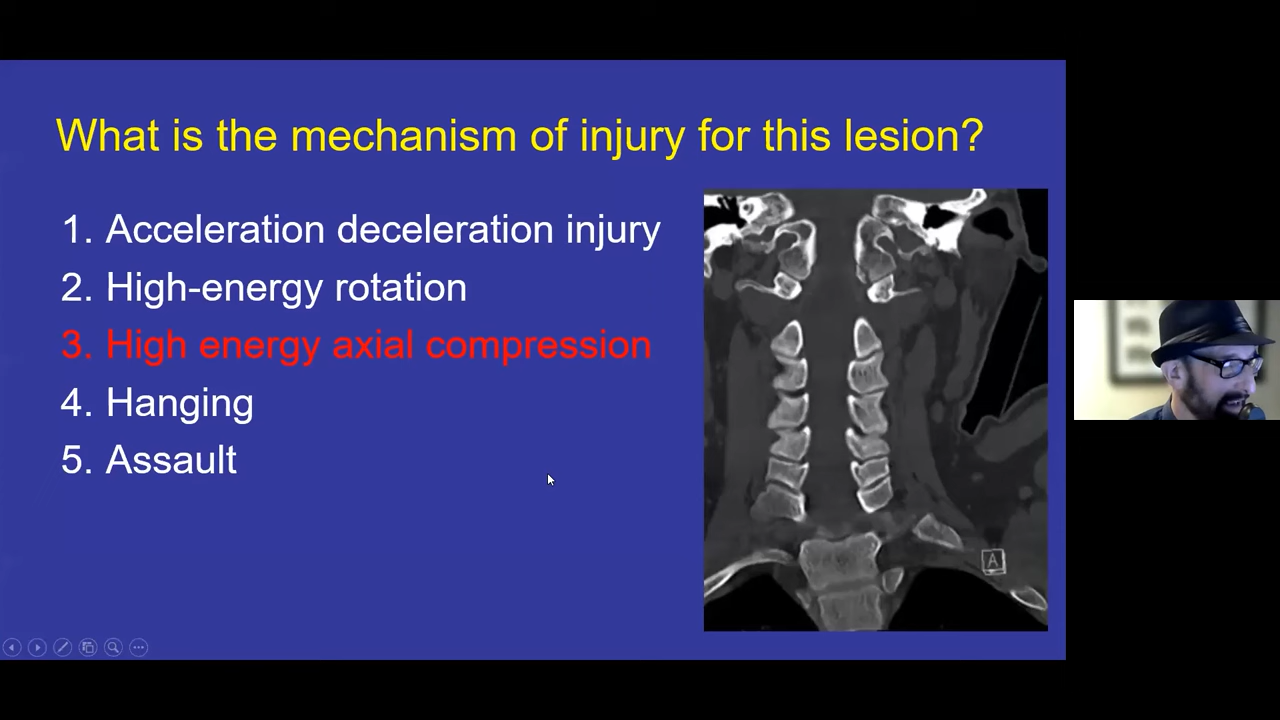 What is the mechanism of injury for this lesion?
1. Acceleration deceleration injury
2. High-energy rotation
3. High energy axial compression
4. Hanging
5. Assault
A